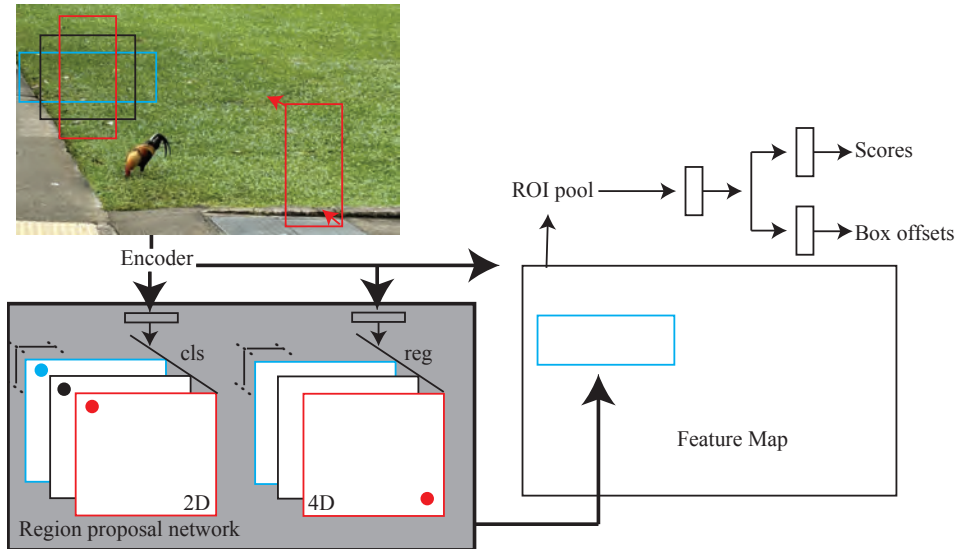 Scores
ROI pool
Box offsets
Encoder
cls
reg
Feature Map
2D
4D
Region proposal network